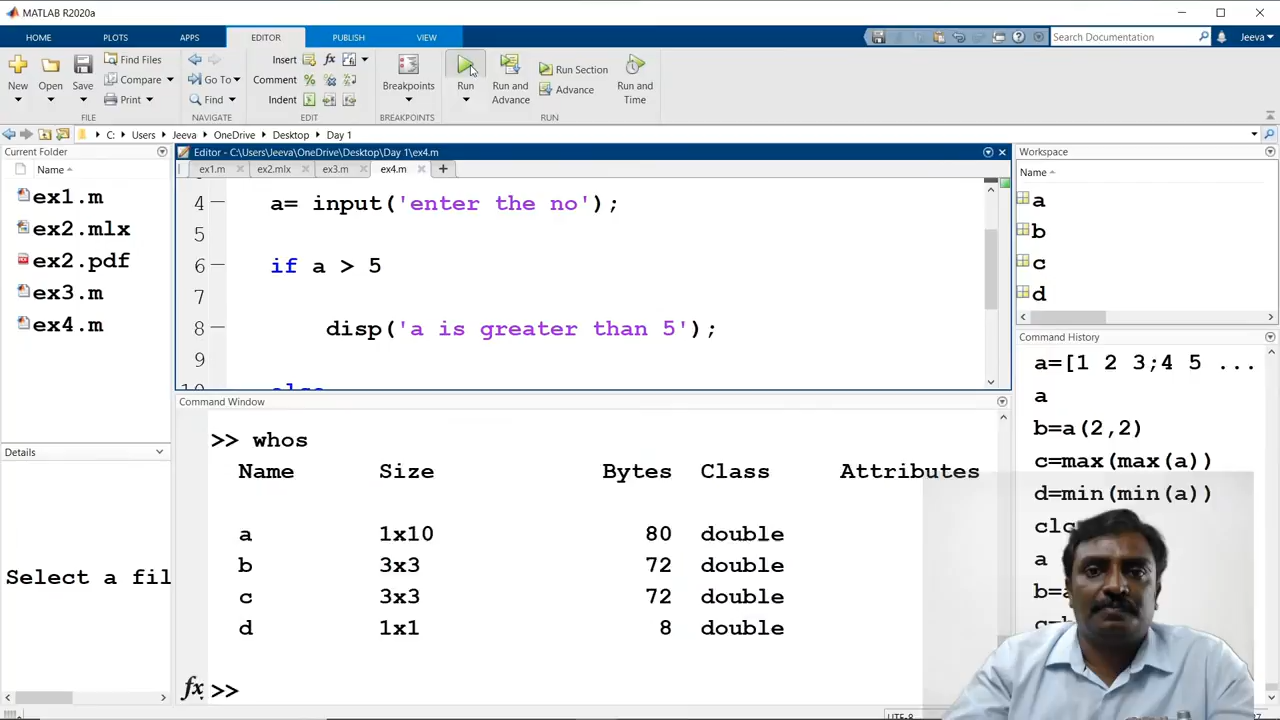 MATLAB R2020a
HOME PLOTS APPS EDITOR PUBLISH VIEW
Search Documentation Jeeva
New Open Save
Find Files
Compare
Print
FILE
Go To
Find
NAVIGATE
Insert
Comment
Indent
EDIT
Breakpoints
BREAKPOINTS
Run
Run and Advance
Run Section
Advance
Run and Time
RUN
C: Users Jeeva OneDrive Desktop Day 1
Current Folder
Name
ex1.m
ex2.mlx
ex2.pdf
ex3.m
ex4.m
Details
Select a fil
Editor - C:\Users\Jeeva\OneDrive\Desktop\Day 1\ex4.m
ex1.m ex2.mlx ex3.m ex4.m
4 a= input('enter the no');
5
6 if a > 5
7
8 disp('a is greater than 5');
9
10 else
Command Window
>> whos
Name Size Bytes Class Attributes
a 1x10 80 double
b 3x3 72 double
c 3x3 72 double
d 1x1 8 double
fx >>
Workspace
Name
a
b
c
d
Command History
a=[1 2 3;4 5 ...
a
b=a(2,2)
c=max(max(a))
d=min(min(a))
clc
a
UTF-8